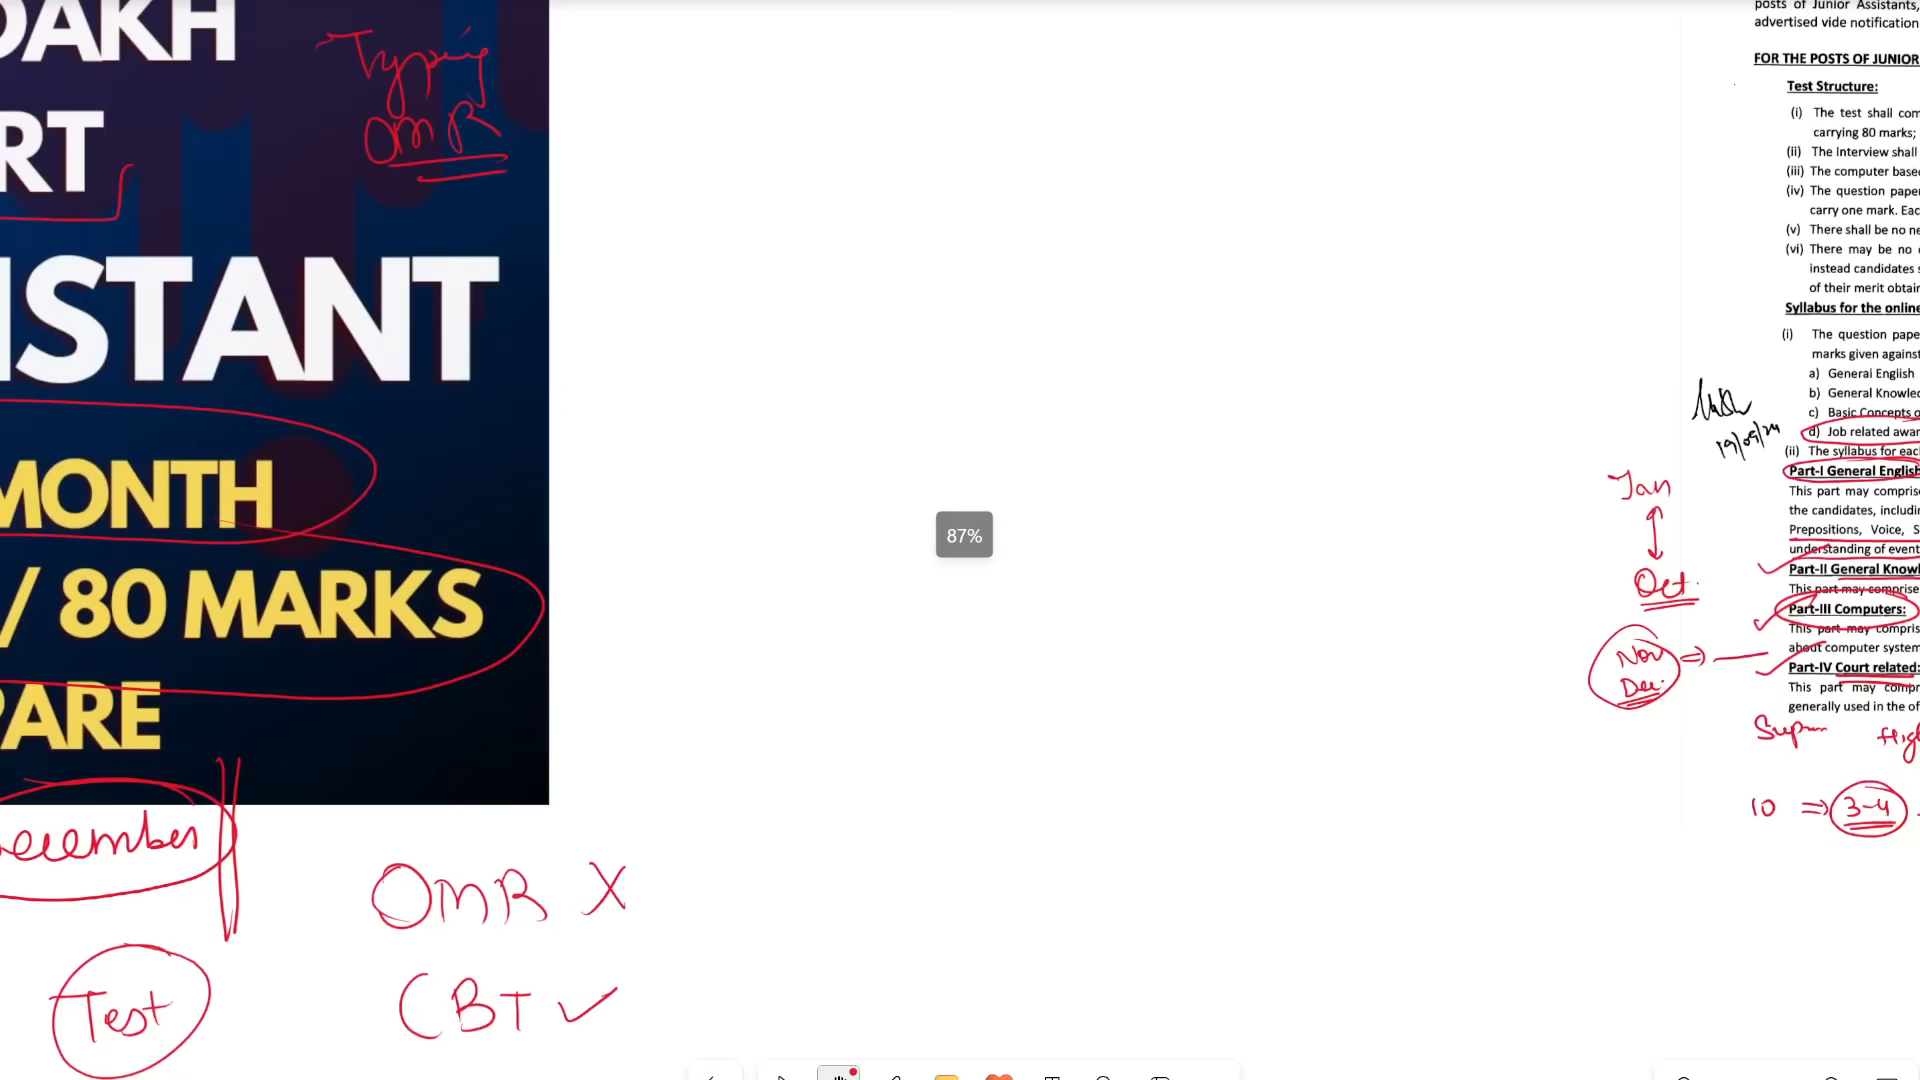 DAKH
RT
ISTANT
MONTH
/ 80 MARKS
PARE
Typing
OMR
ecember
Test
OMR X
CBT ✓
87%
posts of Junior Assistants,
advertised vide notification
FOR THE POSTS OF JUNIOR
Test Structure:
(i) The test shall com
carrying 80 marks;
(ii) The Interview shall
(iii) The computer base
(iv) The question pape
carry one mark. Eac
(v) There shall be no ne
(vi) There may be no
instead candidates s
of their merit obtain
Syllabus for the online
(i) The question pape
marks given against
a) General English
b) General Knowled
c) Basic Concepts o
d) Job related awar
(ii) The syllabus for eac
Part-I General English
This part may comprise
the candidates, includin
Prepositions, Voice, S
understanding of event
Part-II General Knowl
This part may comprise
Part-III Computers:
This part may compris
about computer system
Part-IV Court related:
This part may compr
generally used in the of
19/09/24
Jan
Oct.
Nov
Dec.
Suprm
Hig
10 ⇒ 3-4